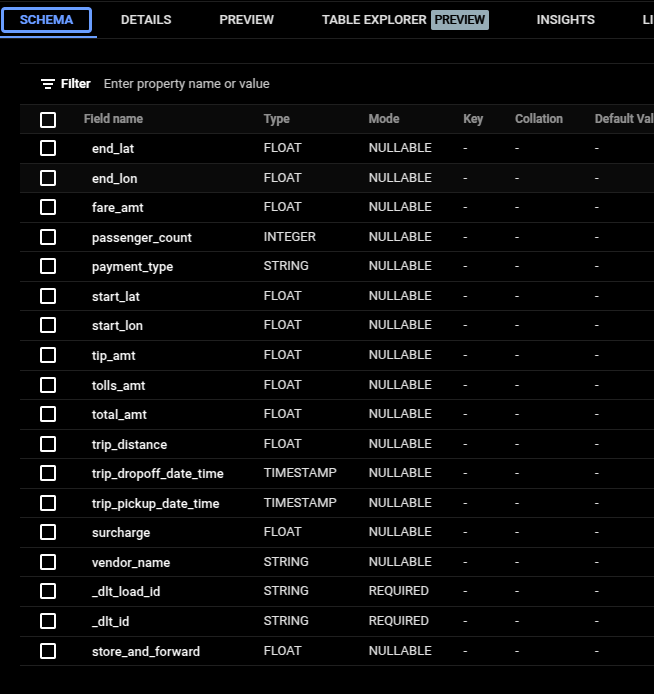 SCHEMA DETAILS PREVIEW TABLE EXPLORER PREVIEW INSIGHTS LI
Filter Enter property name or value
Field name Type Mode Key Collation Default Val
end_lat FLOAT NULLABLE - - -
end_lon FLOAT NULLABLE - - -
fare_amt FLOAT NULLABLE - - -
passenger_count INTEGER NULLABLE - - -
payment_type STRING NULLABLE - - -
start_lat FLOAT NULLABLE - - -
start_lon FLOAT NULLABLE - - -
tip_amt FLOAT NULLABLE - - -
tolls_amt FLOAT NULLABLE - - -
total_amt FLOAT NULLABLE - - -
trip_distance FLOAT NULLABLE - - -
trip_dropoff_date_time TIMESTAMP NULLABLE - - -
trip_pickup_date_time TIMESTAMP NULLABLE - - -
surcharge FLOAT NULLABLE - - -
vendor_name STRING NULLABLE - - -
_dlt_load_id STRING REQUIRED - - -
_dlt_id STRING REQUIRED - - -
store_and_forward FLOAT NULLABLE - - -